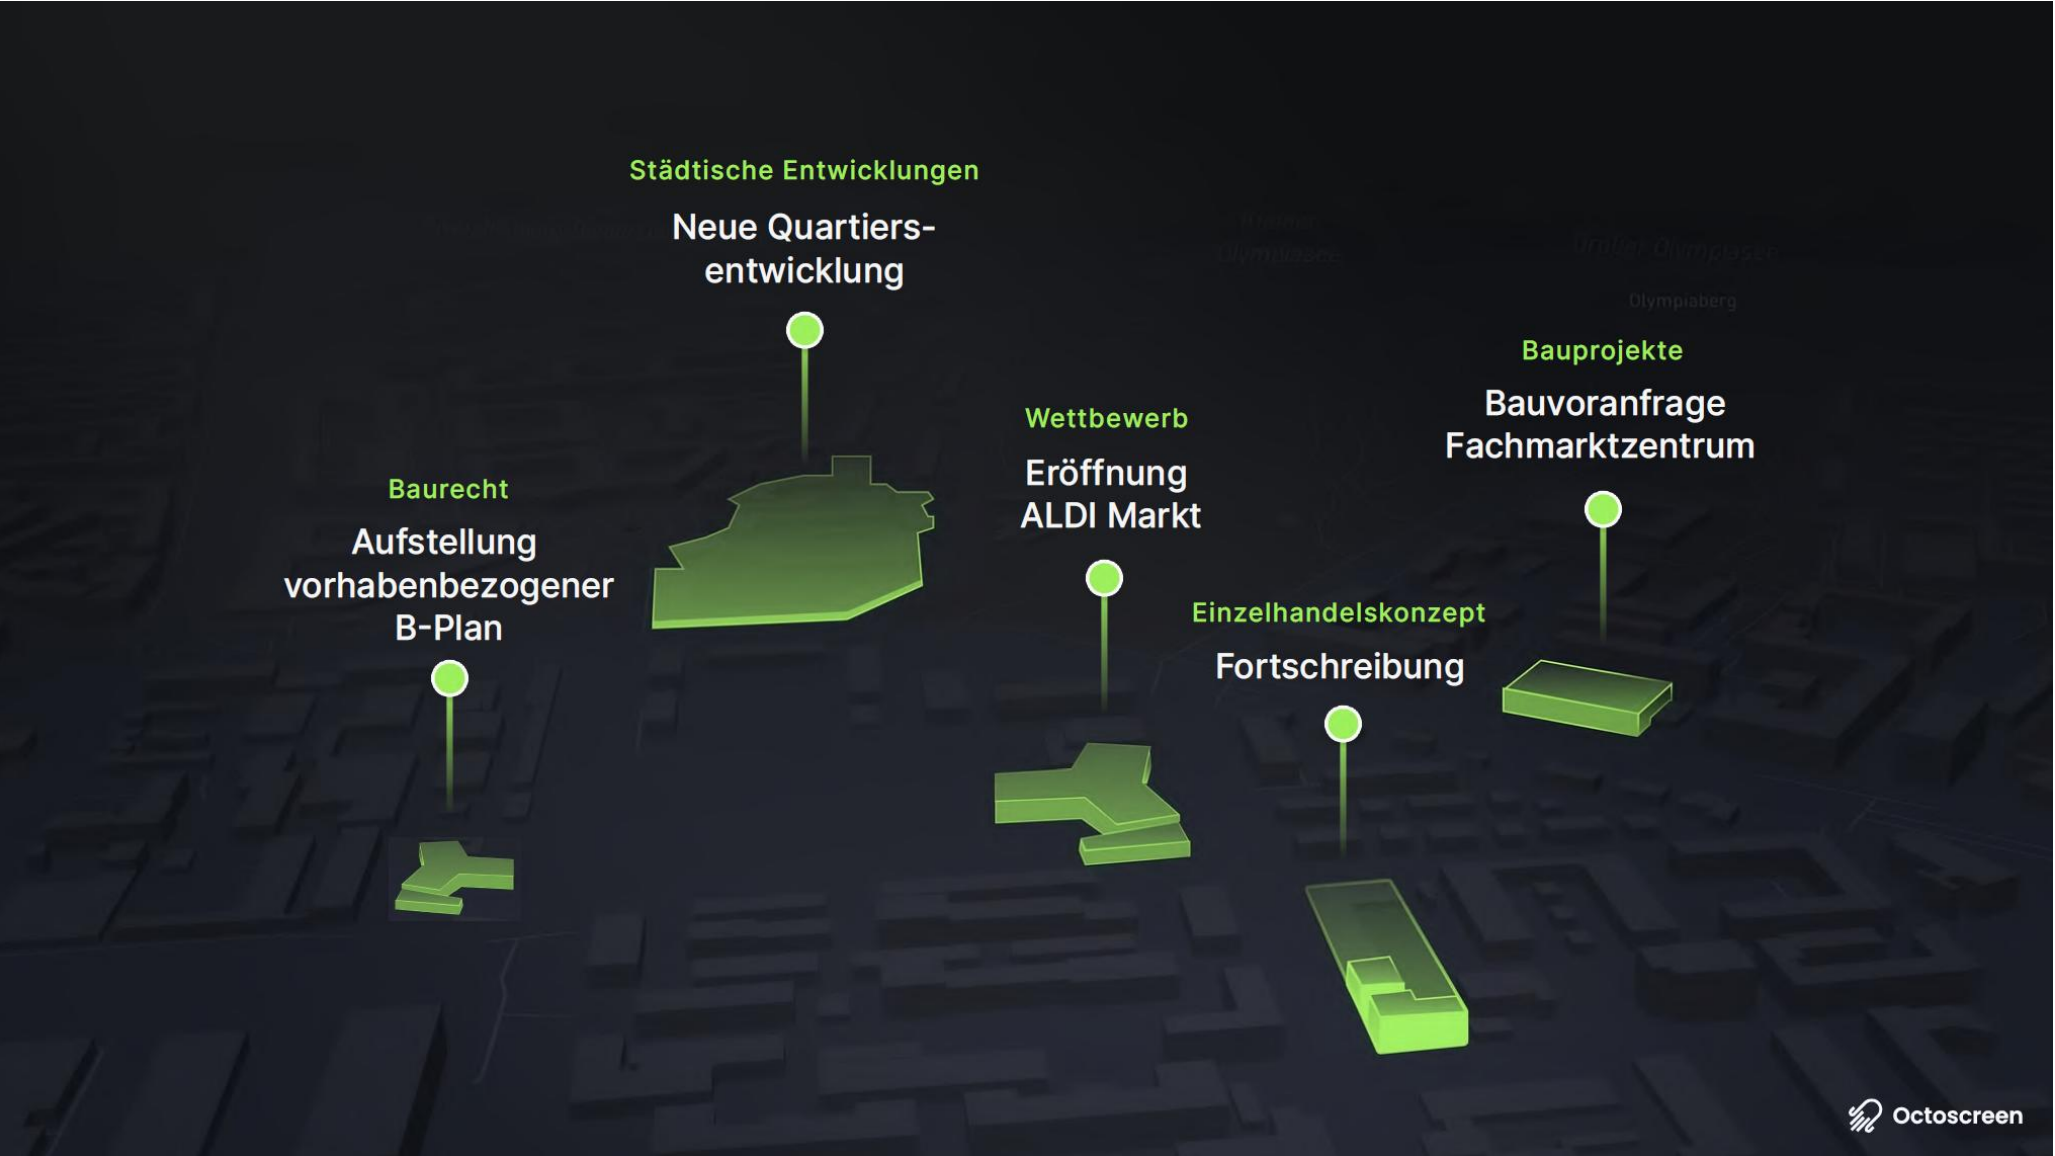 Städtische Entwicklungen
Neue Quartiers-
entwicklung
Olympiaberg
Bauprojekte
Bauvoranfrage
Fachmarktzentrum
Wettbewerb
Eröffnung
ALDI Markt
Baurecht
Aufstellung
vorhabenbezogener
B-Plan
Einzelhandelskonzept
Fortschreibung
Octoscreen